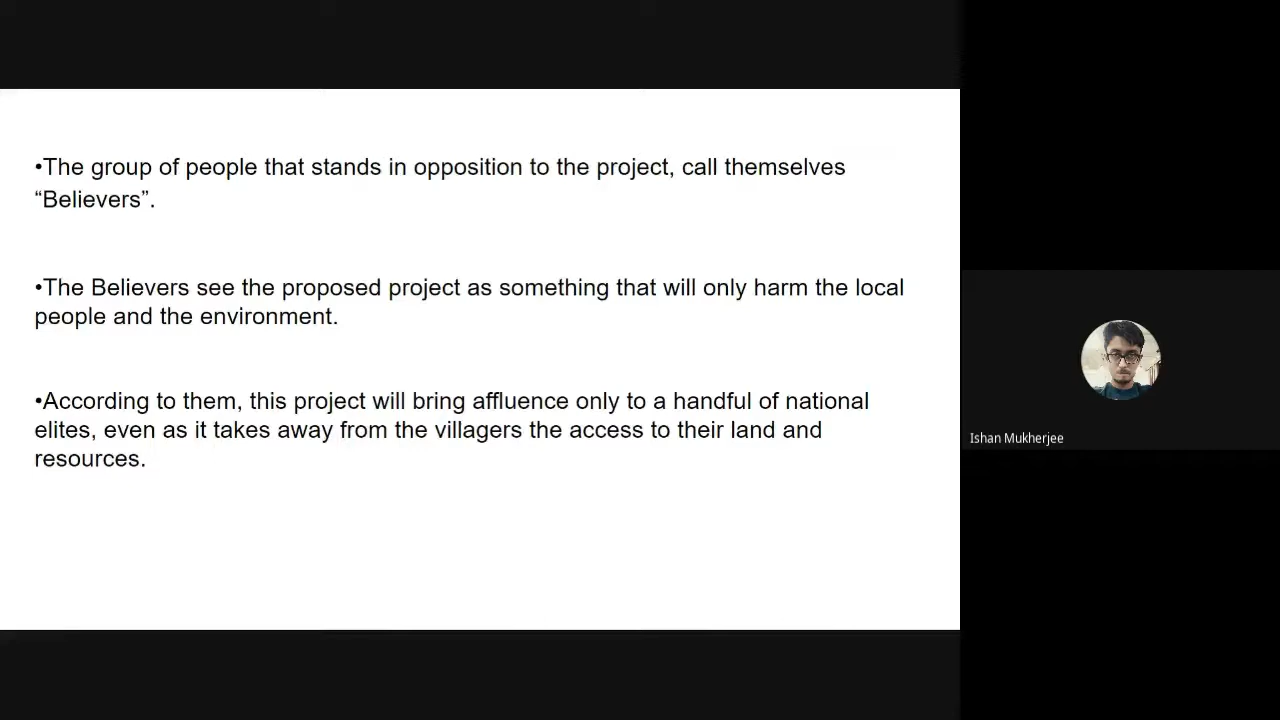 •The group of people that stands in opposition to the project, call themselves
“Believers”.
•The Believers see the proposed project as something that will only harm the local
people and the environment.
•According to them, this project will bring affluence only to a handful of national
elites, even as it takes away from the villagers the access to their land and
resources.
Ishan Mukherjee